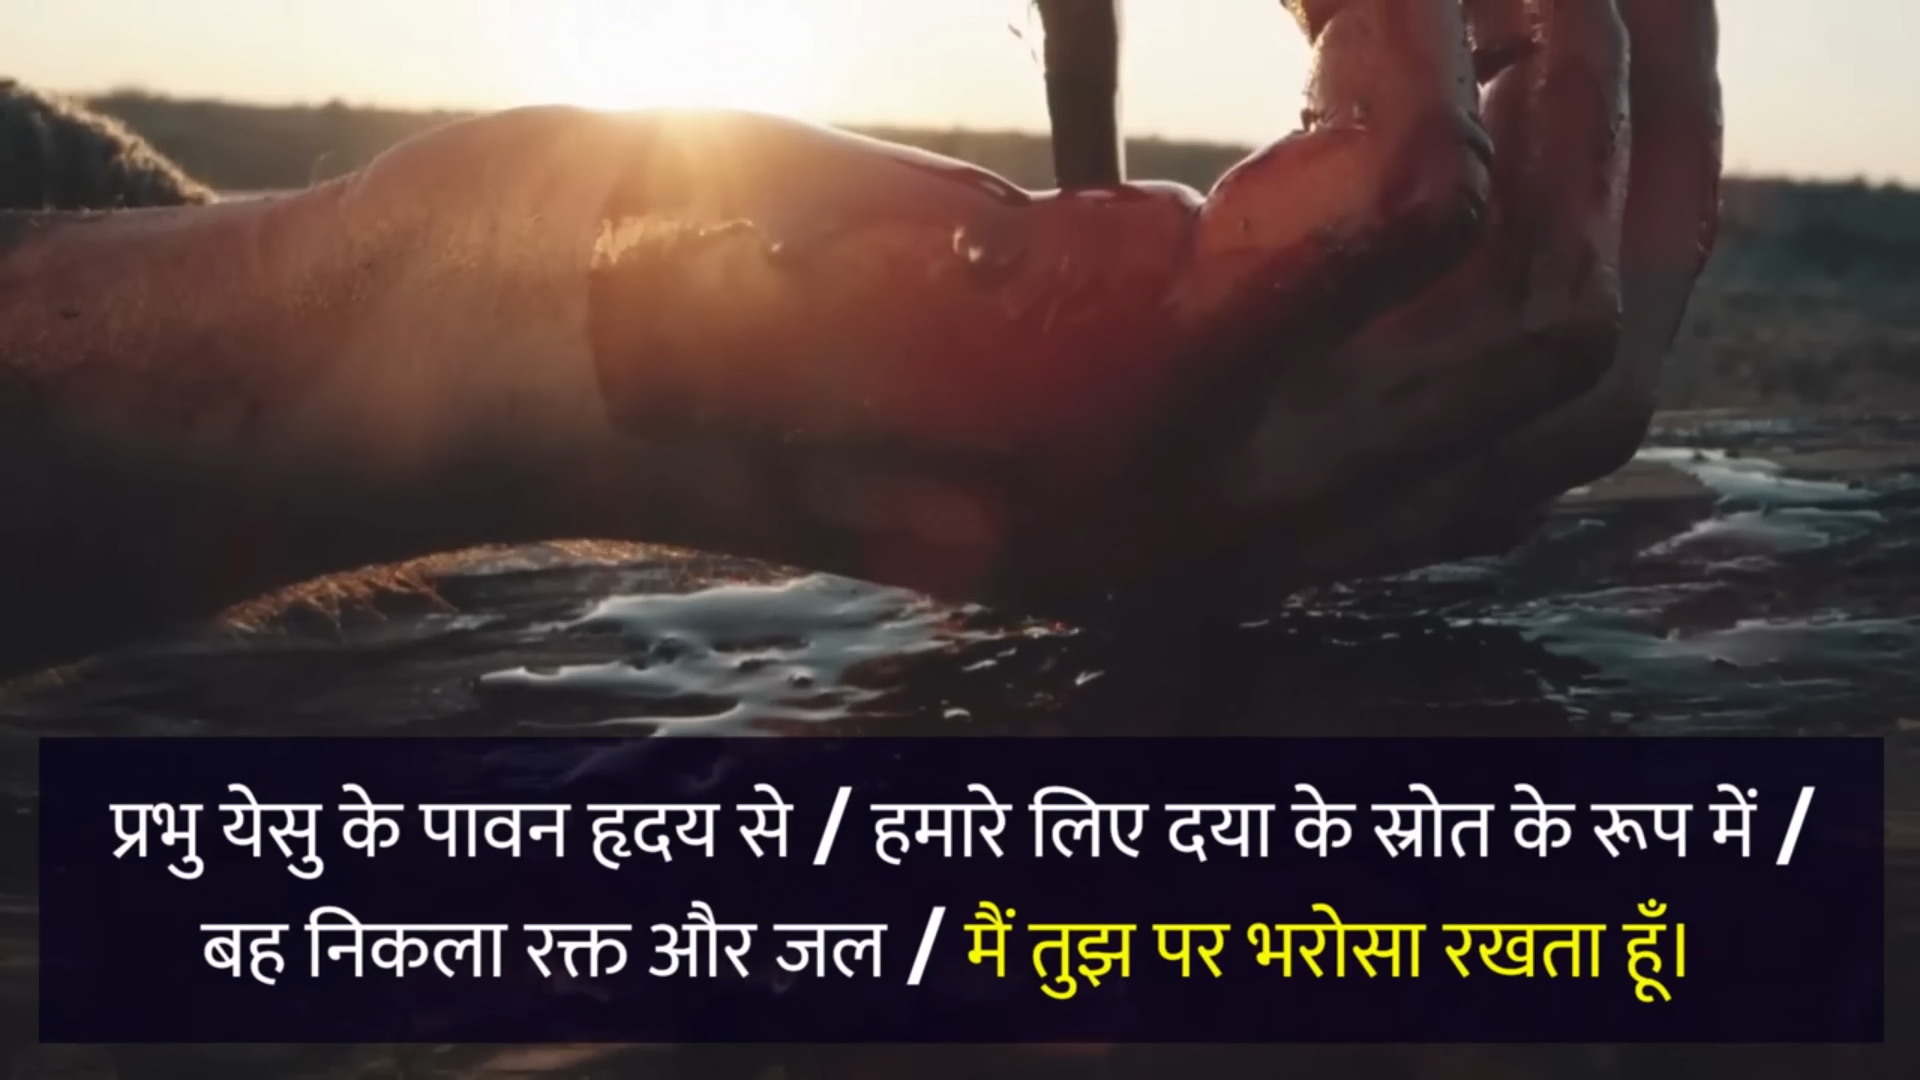 प्रभु येसु के पावन हृदय से / हमारे लिए दया के स्रोत के रूप में /
बह निकला रक्त और जल / मैं तुझ पर भरोसा रखता हूँ।